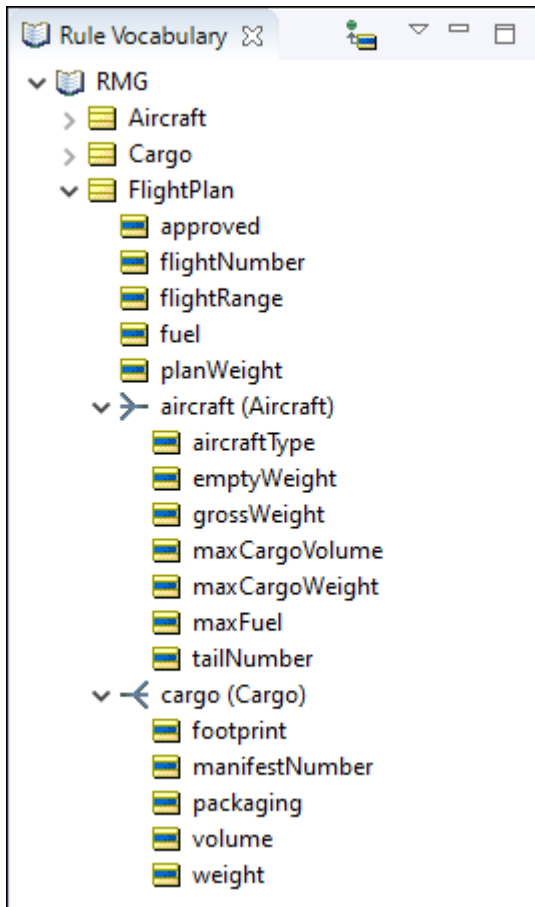 Rule Vocabulary
RMG
Aircraft
Cargo
FlightPlan
approved
flightNumber
flightRange
fuel
planWeight
aircraft (Aircraft)
aircraftType
emptyWeight
grossWeight
maxCargoVolume
maxCargoWeight
maxFuel
tailNumber
cargo (Cargo)
footprint
manifestNumber
packaging
volume
weight